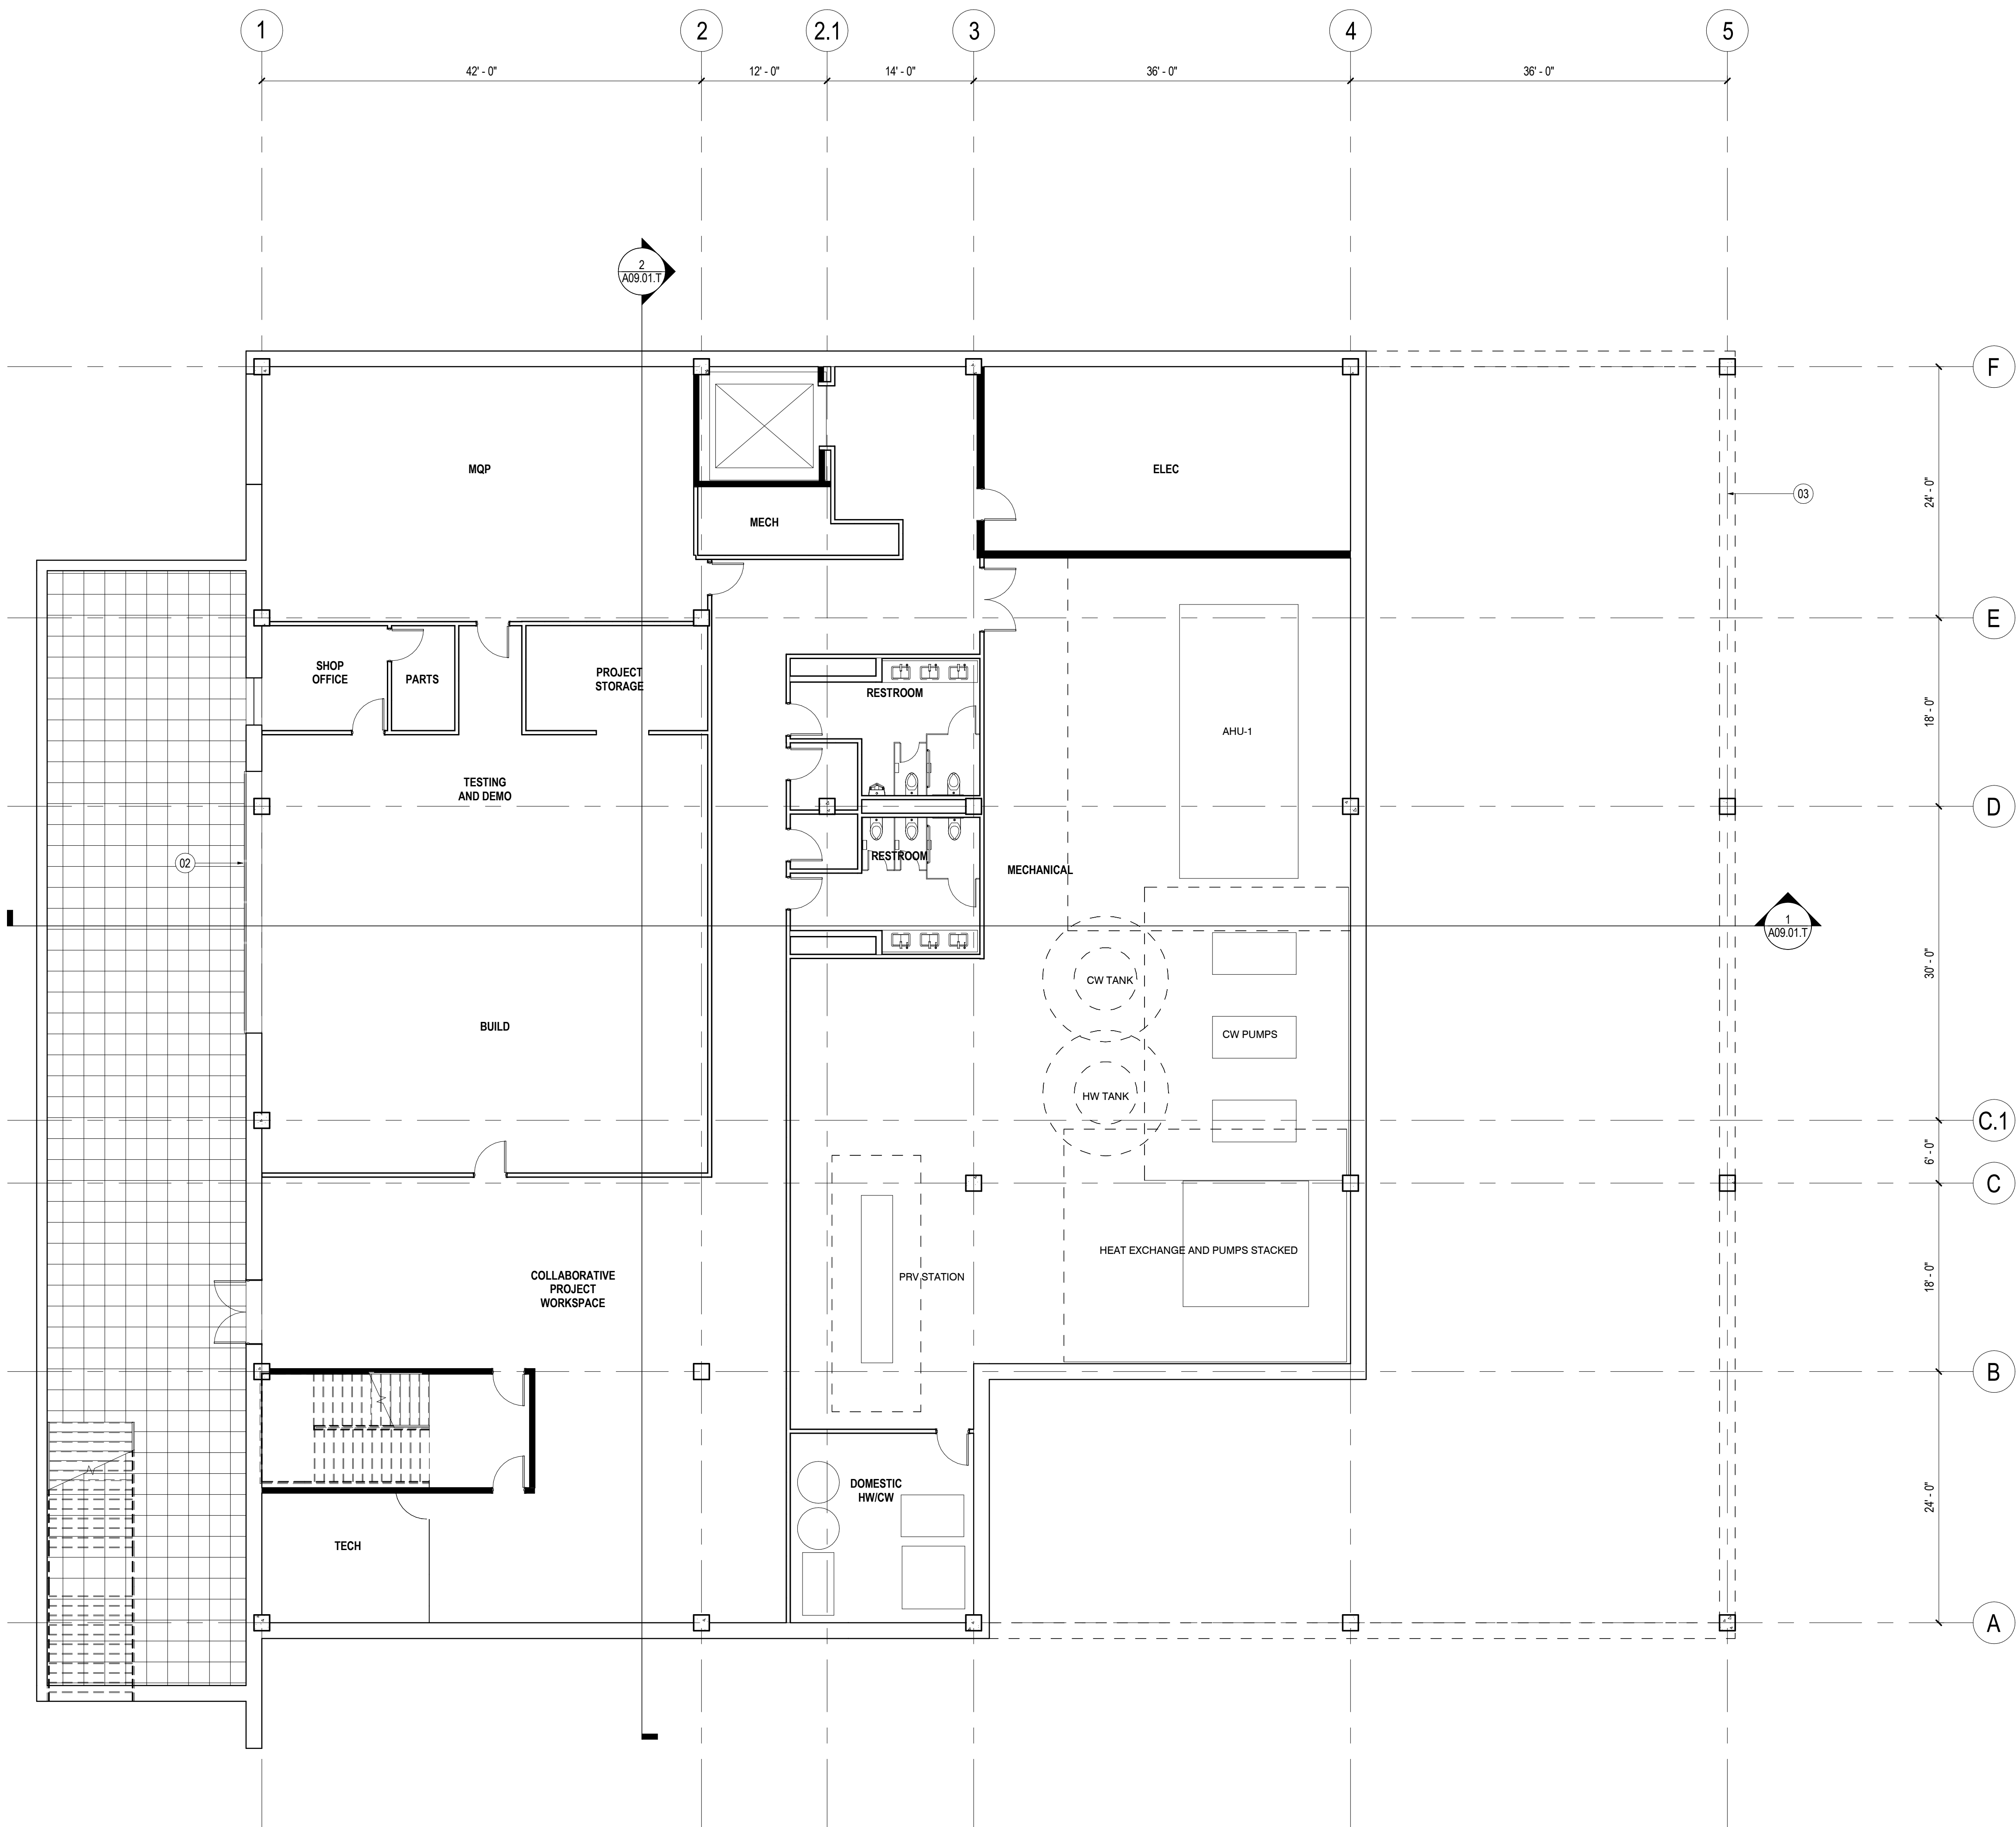 1
2
2.1
3
4
5
42' - 0"
12' - 0"
14' - 0"
36' - 0"
36' - 0"
2
A09.01.T
F
MQP
ELEC
03
24' - 0"
MECH
E
SHOP
OFFICE
PARTS
PROJECT
STORAGE
RESTROOM
18' - 0"
AHU-1
TESTING
AND DEMO
D
02
RESTROOM
MECHANICAL
1
A09.01.T
30' - 0"
CW TANK
BUILD
CW PUMPS
HW TANK
C.1
6' - 0"
C
HEAT EXCHANGE AND PUMPS STACKED
COLLABORATIVE
PROJECT
WORKSPACE
PRV STATION
18' - 0"
B
DOMESTIC
HW/CW
24' - 0"
TECH
A